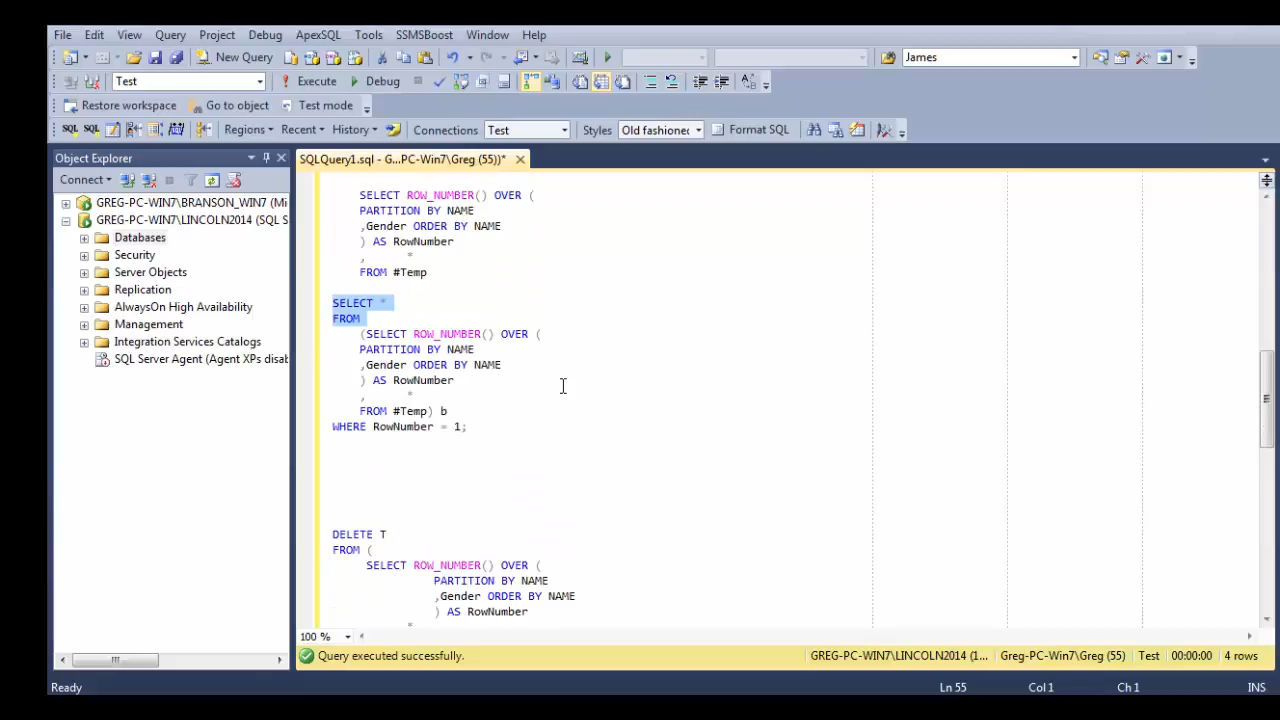 File Edit View Query Project Debug ApexSQL Tools SSMSBoost Window Help
New Query James
Test Execute Debug
Restore workspace Go to object Test mode
SQL SQL Regions Recent History Connections Test Styles Old fashione Format SQL
Object Explorer
Connect
GREG-PC-WIN7\BRANSON_WIN7 (Mi
GREG-PC-WIN7\LINCOLN2014 (SQL S
Databases
Security
Server Objects
Replication
AlwaysOn High Availability
Management
Integration Services Catalogs
SQL Server Agent (Agent XPs disab
SQLQuery1.sql - G...PC-Win7\Greg (55))*
SELECT ROW_NUMBER() OVER (
PARTITION BY NAME
,Gender ORDER BY NAME
) AS RowNumber
, *
FROM #Temp
SELECT *
FROM
(SELECT ROW_NUMBER() OVER (
PARTITION BY NAME
,Gender ORDER BY NAME
) AS RowNumber
, *
FROM #Temp) b
WHERE RowNumber = 1;
DELETE T
FROM (
SELECT ROW_NUMBER() OVER (
PARTITION BY NAME
,Gender ORDER BY NAME
) AS RowNumber
*
100 %
Query executed successfully. GREG-PC-WIN7\LINCOLN2014 (1... Greg-PC-Win7\Greg (55) Test 00:00:00 4 rows
Ready Ln 55 Col 1 Ch 1 INS